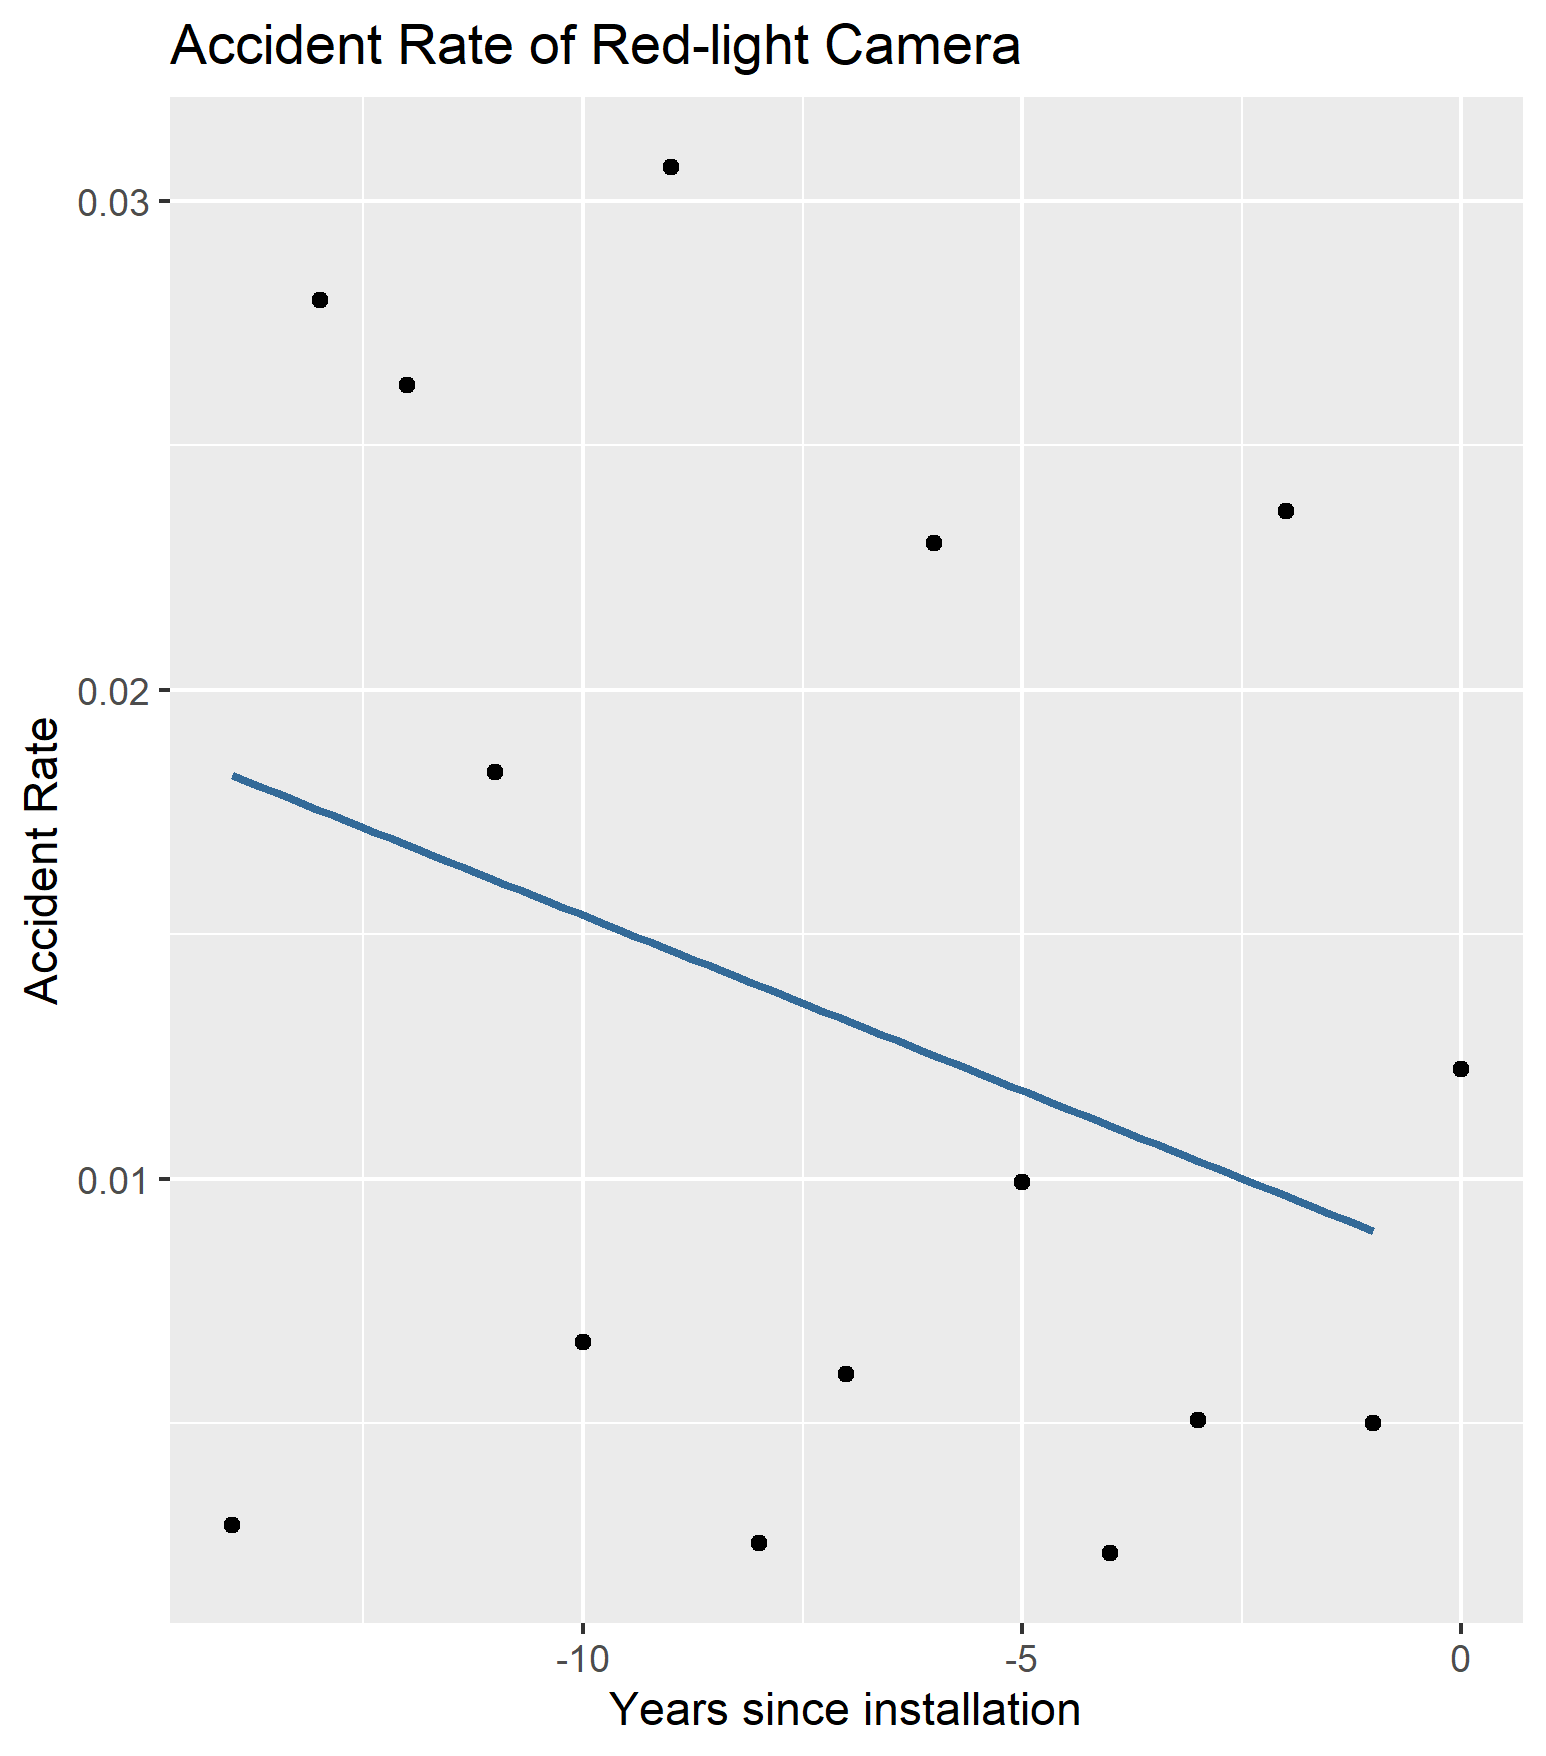 Accident Rate of Red-light Camera
Accident Rate
0.03
0.02
0.01
-10
-5
0
Years since installation